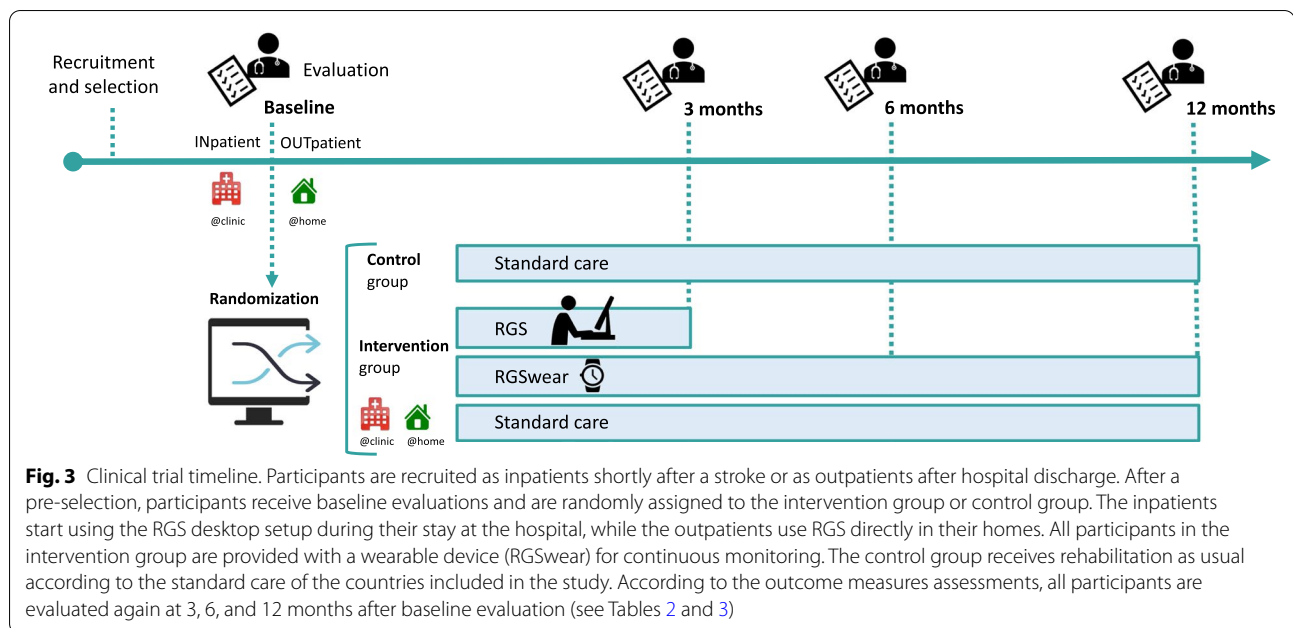 Recruitment
and selection
Evaluation
Baseline
3 months
6 months
12 months
INpatient
OUTpatient
@clinic
@home
Randomization
Control
group
Standard care
Intervention
group
RGS
RGSwear
@clinic
@home
Standard care
Fig. 3 Clinical trial timeline. Participants are recruited as inpatients shortly after a stroke or as outpatients after hospital discharge. After a
pre-selection, participants receive baseline evaluations and are randomly assigned to the intervention group or control group. The inpatients
start using the RGS desktop setup during their stay at the hospital, while the outpatients use RGS directly in their homes. All participants in the
intervention group are provided with a wearable device (RGSwear) for continuous monitoring. The control group receives rehabilitation as usual
according to the standard care of the countries included in the study. According to the outcome measures assessments, all participants are
evaluated again at 3, 6, and 12 months after baseline evaluation (see Tables 2 and 3)